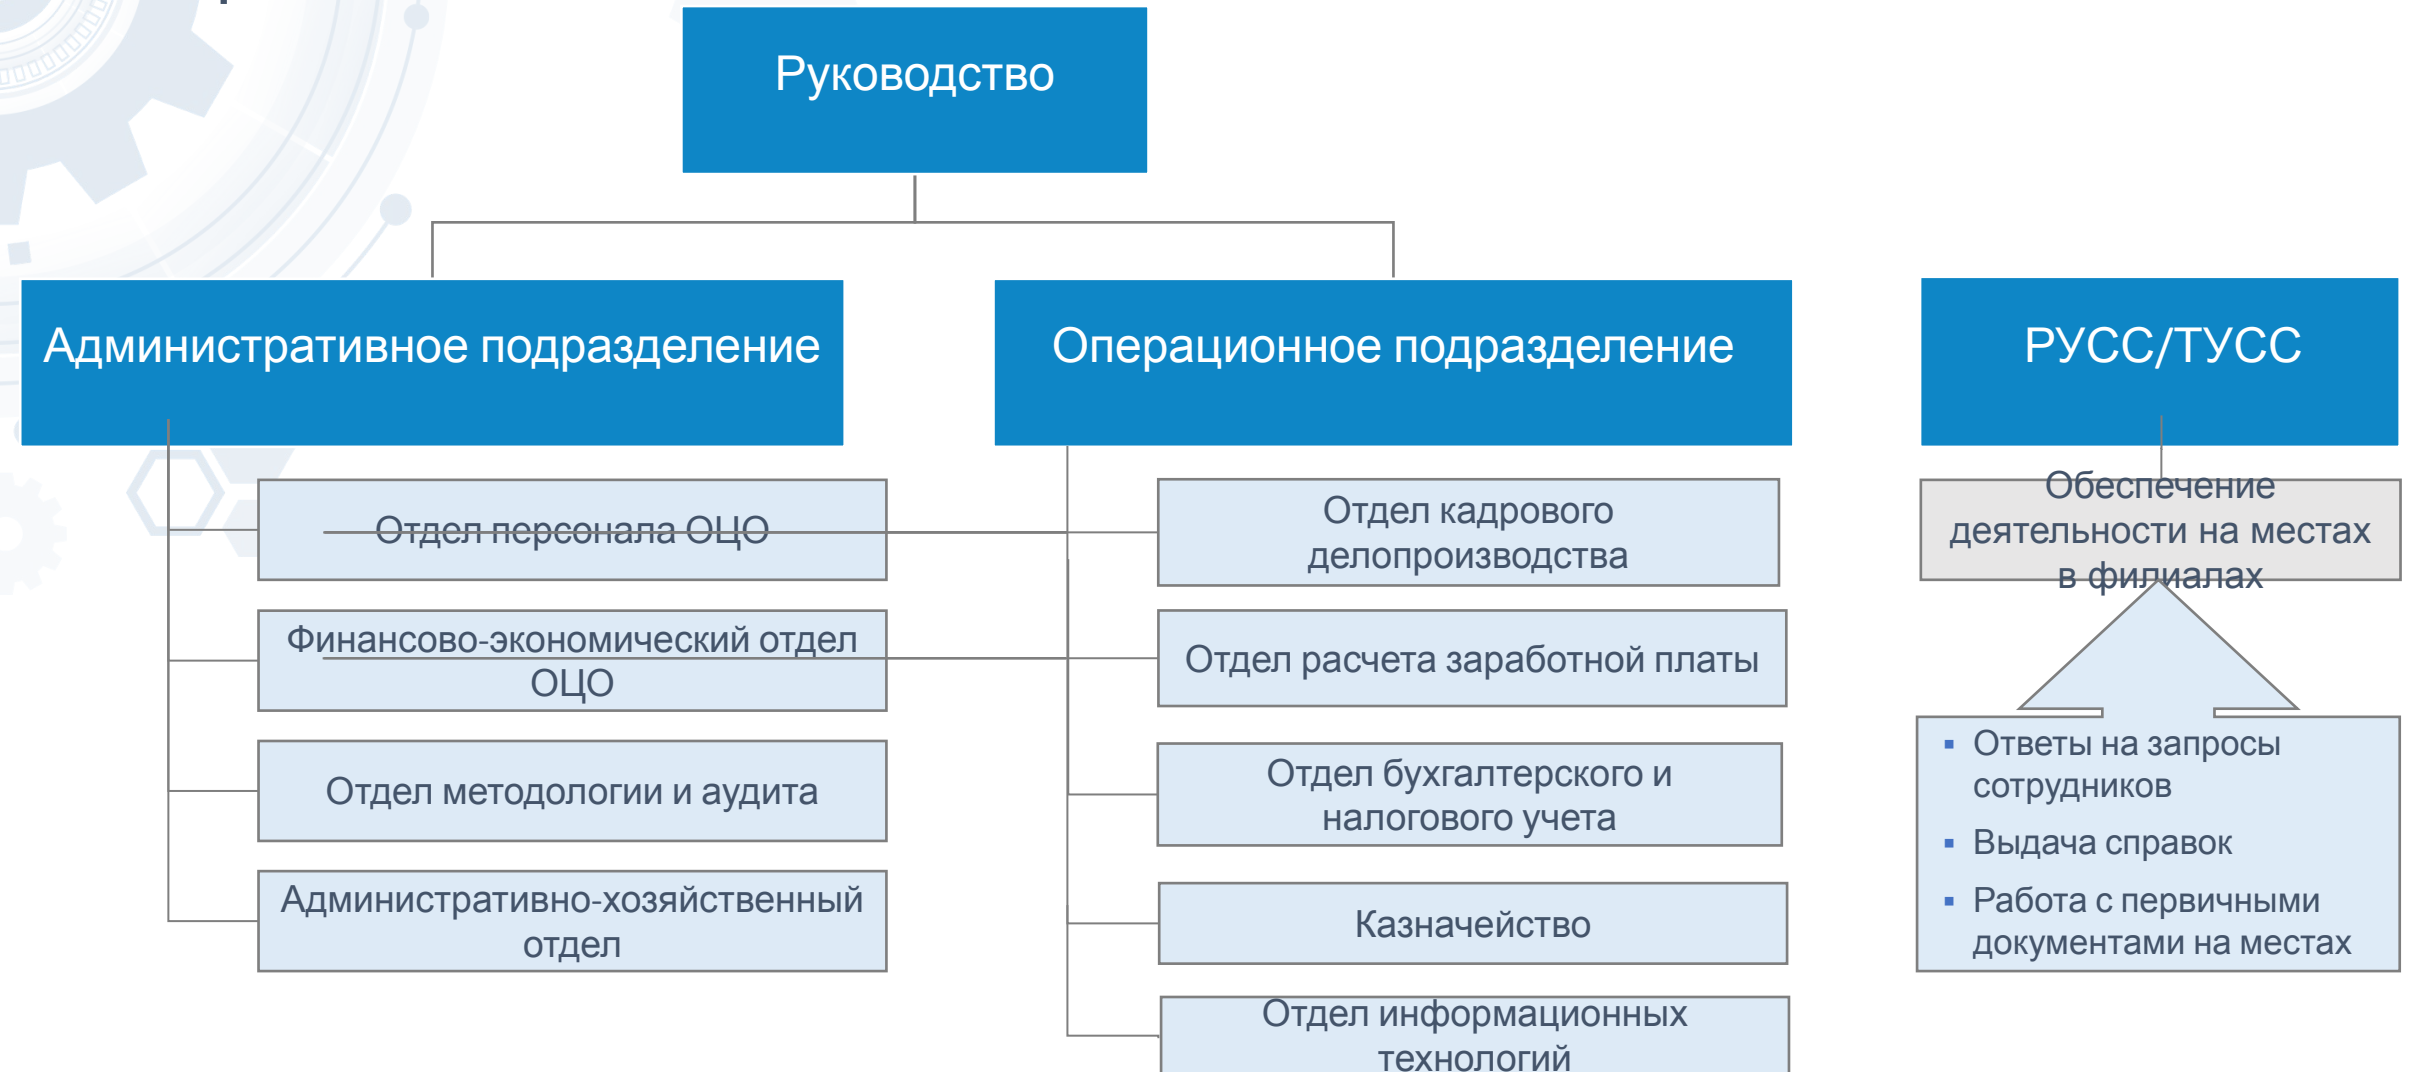 Руководство
Административное подразделение
Операционное подразделение
РУСС/ТУСС
Отдел персонала ОЦО
Финансово-экономический отдел
ОЦО
Отдел методологии и аудита
Административно-хозяйственный
отдел
Отдел кадрового
делопроизводства
Отдел расчета заработной платы
Отдел бухгалтерского и
налогового учета
Казначейство
Отдел информационных
технологий
Обеспечение
деятельности на местах
в филиалах
▪ Ответы на запросы
сотрудников
▪ Выдача справок
▪ Работа с первичными
документами на местах